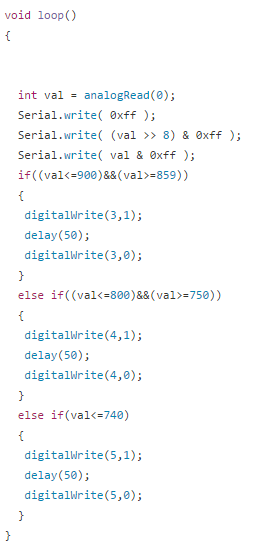 void loop()
{
int val = analogRead(0);
Serial.write( 0xff );
Serial.write( (val >> 8) & 0xff );
Serial.write( val & 0xff );
if((val<=900)&&(val>=859))
{
digitalWrite(3,1);
delay(50);
digitalWrite(3,0);
}
else if((val<=800)&&(val>=750))
{
digitalWrite(4,1);
delay(50);
digitalWrite(4,0);
}
else if(val<=740)
{
digitalWrite(5,1);
delay(50);
digitalWrite(5,0);
}
}